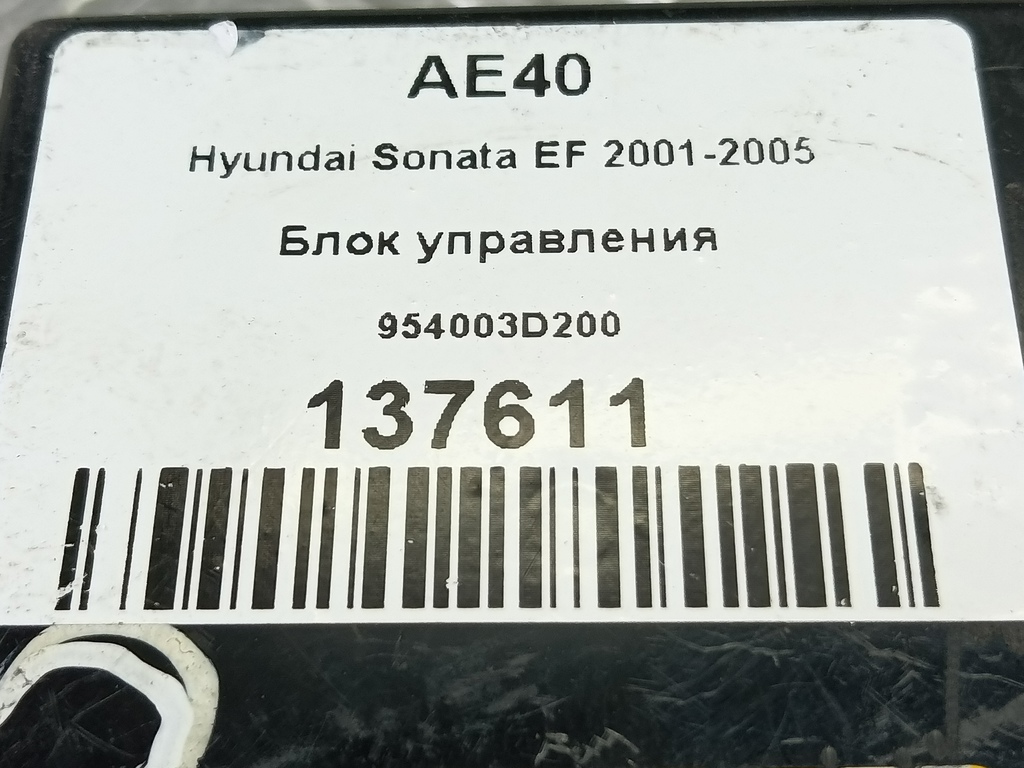 AE40
Hyundai Sonata EF 2001-2005
Блок управления
954003D200
137611